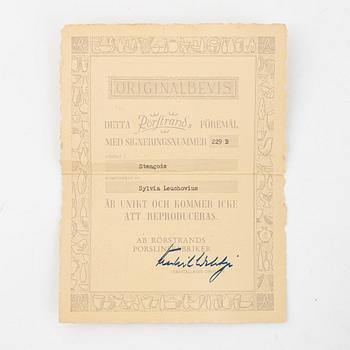 ORIGINALBEVIS
DETTA Rörstrands FÖREMÅL
MED SIGNERINGSNUMMER 229 B
Stengods
Sylvia Leuchovius
ÄR UNIKT OCH KOMMER ICKE
ATT REPRODUCERAS.
AB RÖRSTRANDS
PORSLINSFABRIKER